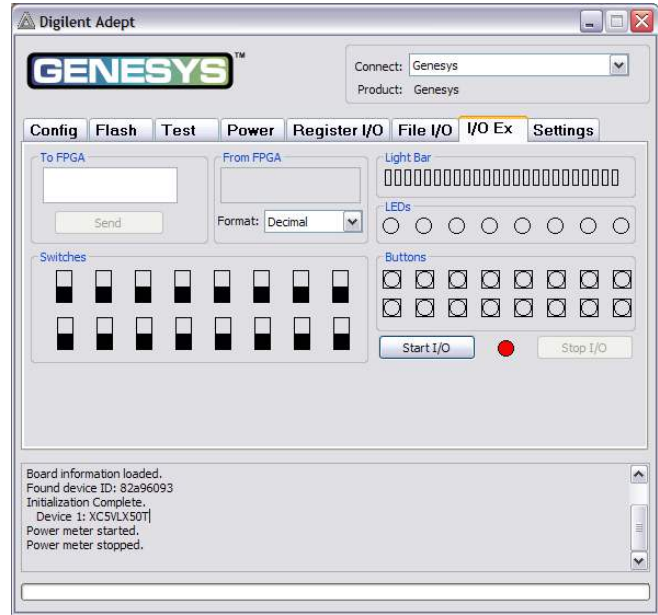 Digilent Adept
GENESYS™
Connect: Genesys
Product: Genesys
Config Flash Test Power Register I/O File I/O I/O Ex Settings
To FPGA
Send
From FPGA
Format: Decimal
Light Bar
LEDs
Switches
Buttons
Start I/O
Stop I/O
Board information loaded.
Found device ID: 82a96093
Initialization Complete.
Device 1: XC5VLX50T
Power meter started.
Power meter stopped.